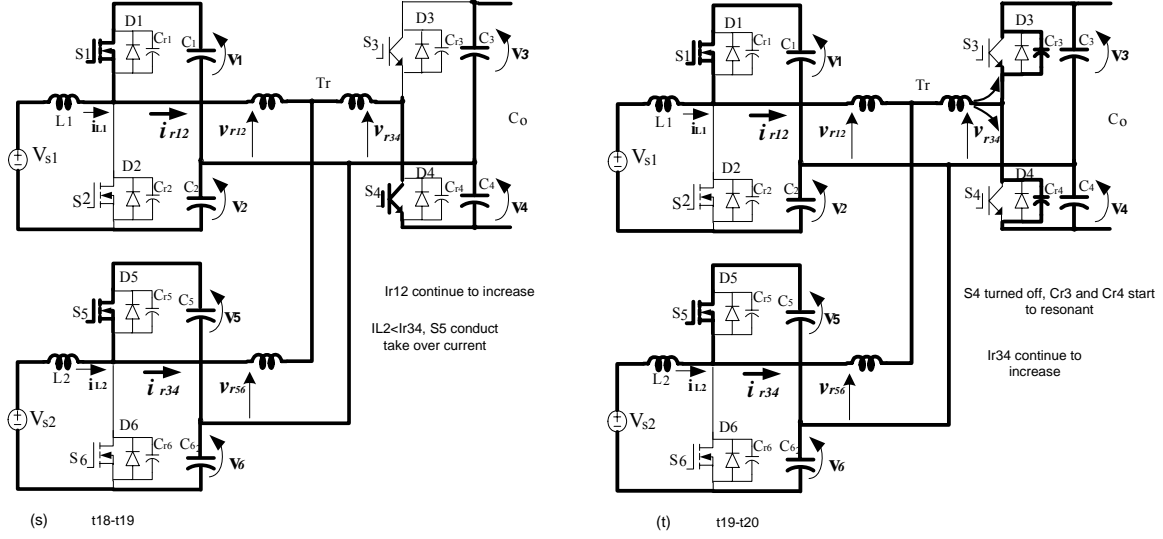 D1
S1
Cr1
C1
V1
L1
iL1
ir12
vr12
Tr
vr34
Vs1
D2
S2
Cr2
C2
V2
D3
S3
Cr3
C3
V3
Co
D4
S4
Cr4
C4
V4
D5
S5
Cr5
C5
V5
L2
iL2
ir34
vr56
Vs2
D6
S6
Cr6
C6
V6
Ir12 continue to increase
IL2<Ir34, S5 conduct
take over current
(s) t18-t19
D1
S1
Cr1
C1
V1
L1
iL1
ir12
vr12
Tr
vr34
Vs1
D2
S2
Cr2
C2
V2
D3
S3
Cr3
C3
V3
Co
D4
S4
Cr4
C4
V4
D5
S5
Cr5
C5
V5
L2
iL2
ir34
vr56
Vs2
D6
S6
Cr6
C6
V6
S4 turned off, Cr3 and Cr4 start
to resonant
Ir34 continue to
increase
(t) t19-t20